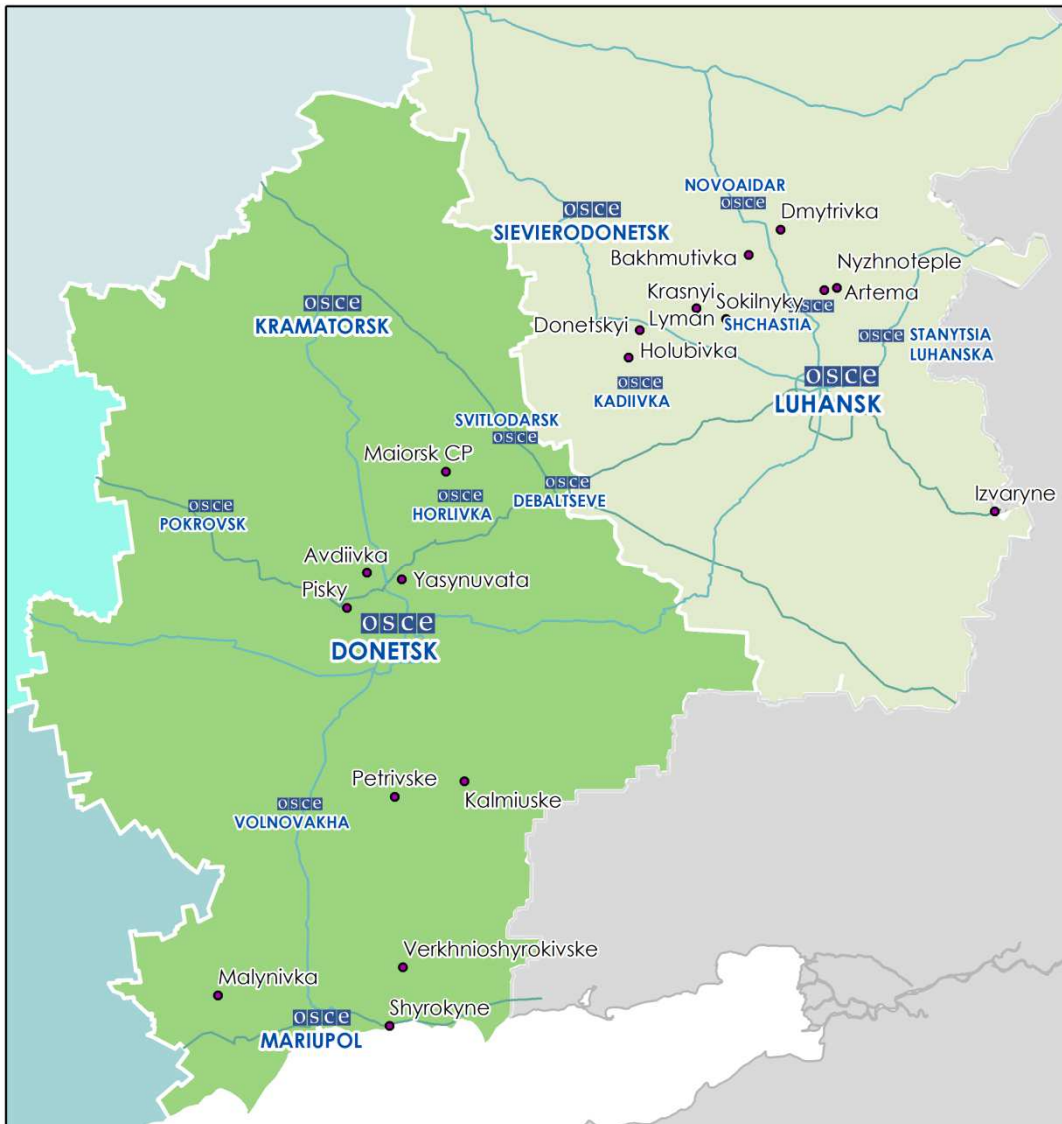 NOVOAIDAR
osce
osce
SIEVIERODONETSK
Dmytrivka
Bakhmutivka
Nyzhnoteple
Artema
Krasnyi
Lyman
Sokilnyky
osce
SHCHASTIA
Donetskyi
Holubivka
osce
STANYTSIA
LUHANSKA
osce
KRAMATORSK
osce
KADIIVKA
osce
LUHANSK
SVITLODARSK
osce
Maiorsk CP
osce
HORLIVKA
osce
DEBALTSEVE
osce
POKROVSK
Izvaryne
Avdiivka
Yasynuvata
Pisky
osce
DONETSK
Petrivske
Kalmiuske
osce
VOLNOVAKHA
Verkhnioshyrokivske
Malynivka
Shyrokyne
osce
MARIUPOL